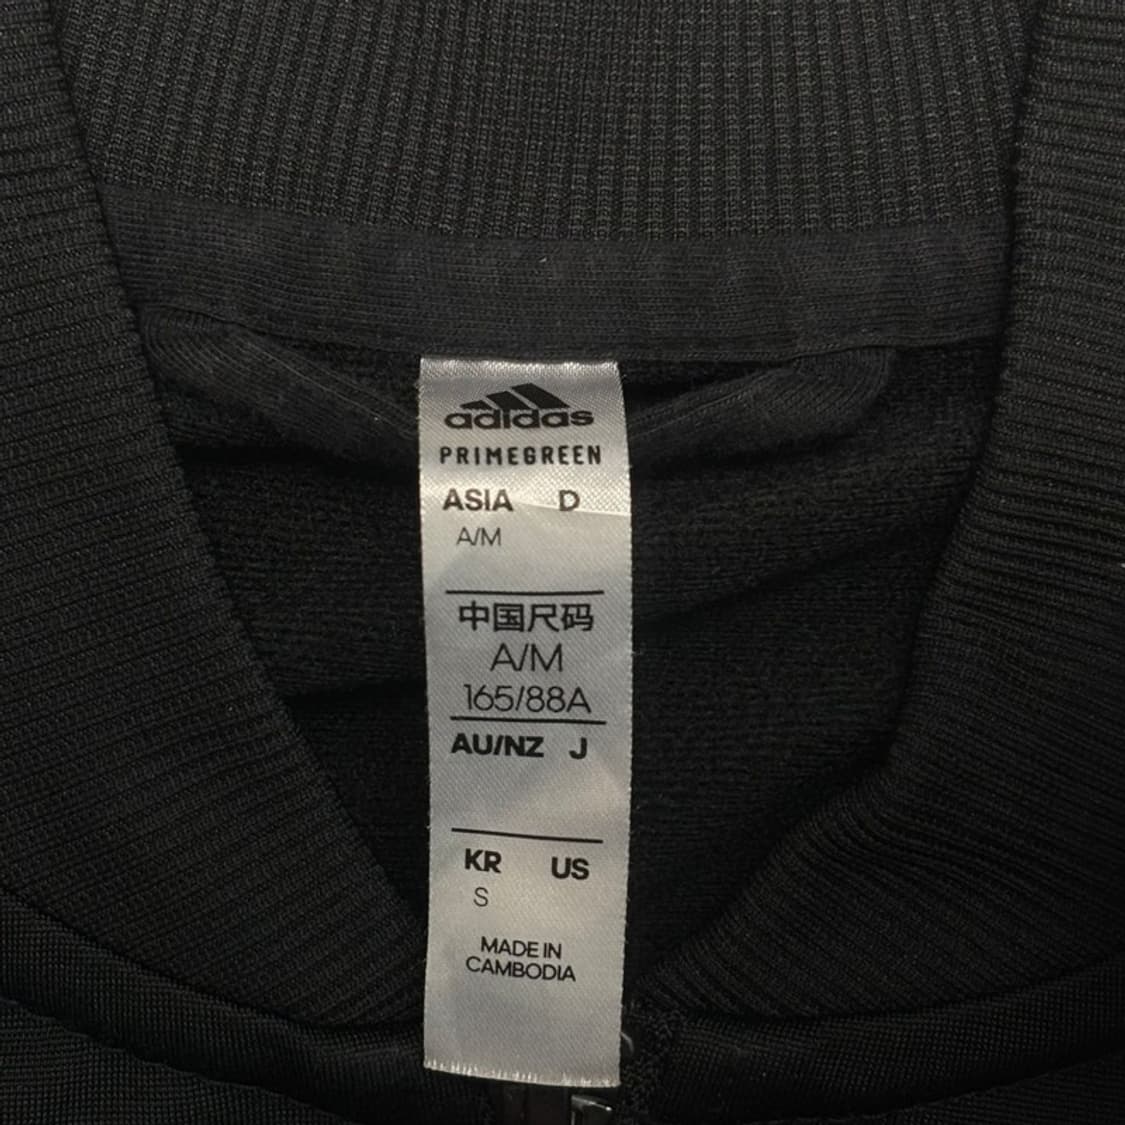 adidas
PRIMEGREEN
ASIA D
A/M
中国尺码
A/M
165/88A
AU/NZ J
KR US
S
MADE IN
CAMBODIA